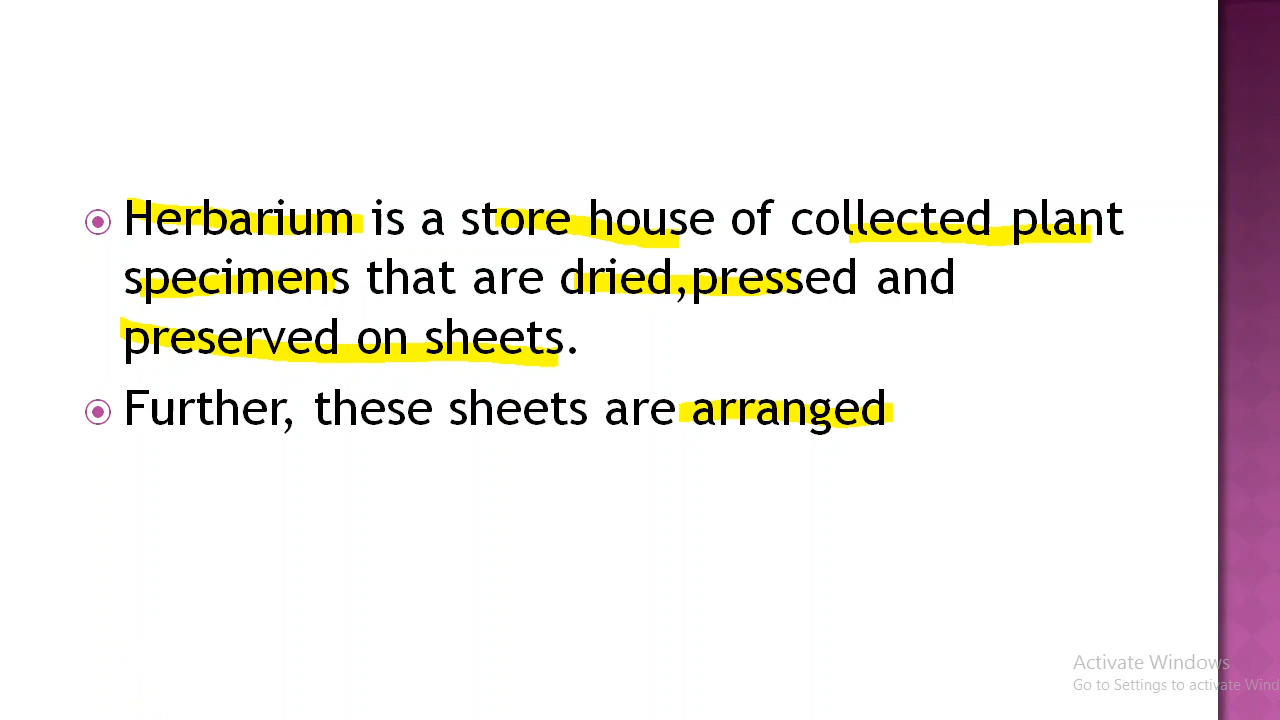 Herbarium is a store house of collected plant
specimens that are dried,pressed and
preserved on sheets.
Further, these sheets are arranged
Activate Windows
Go to Settings to activate Wind